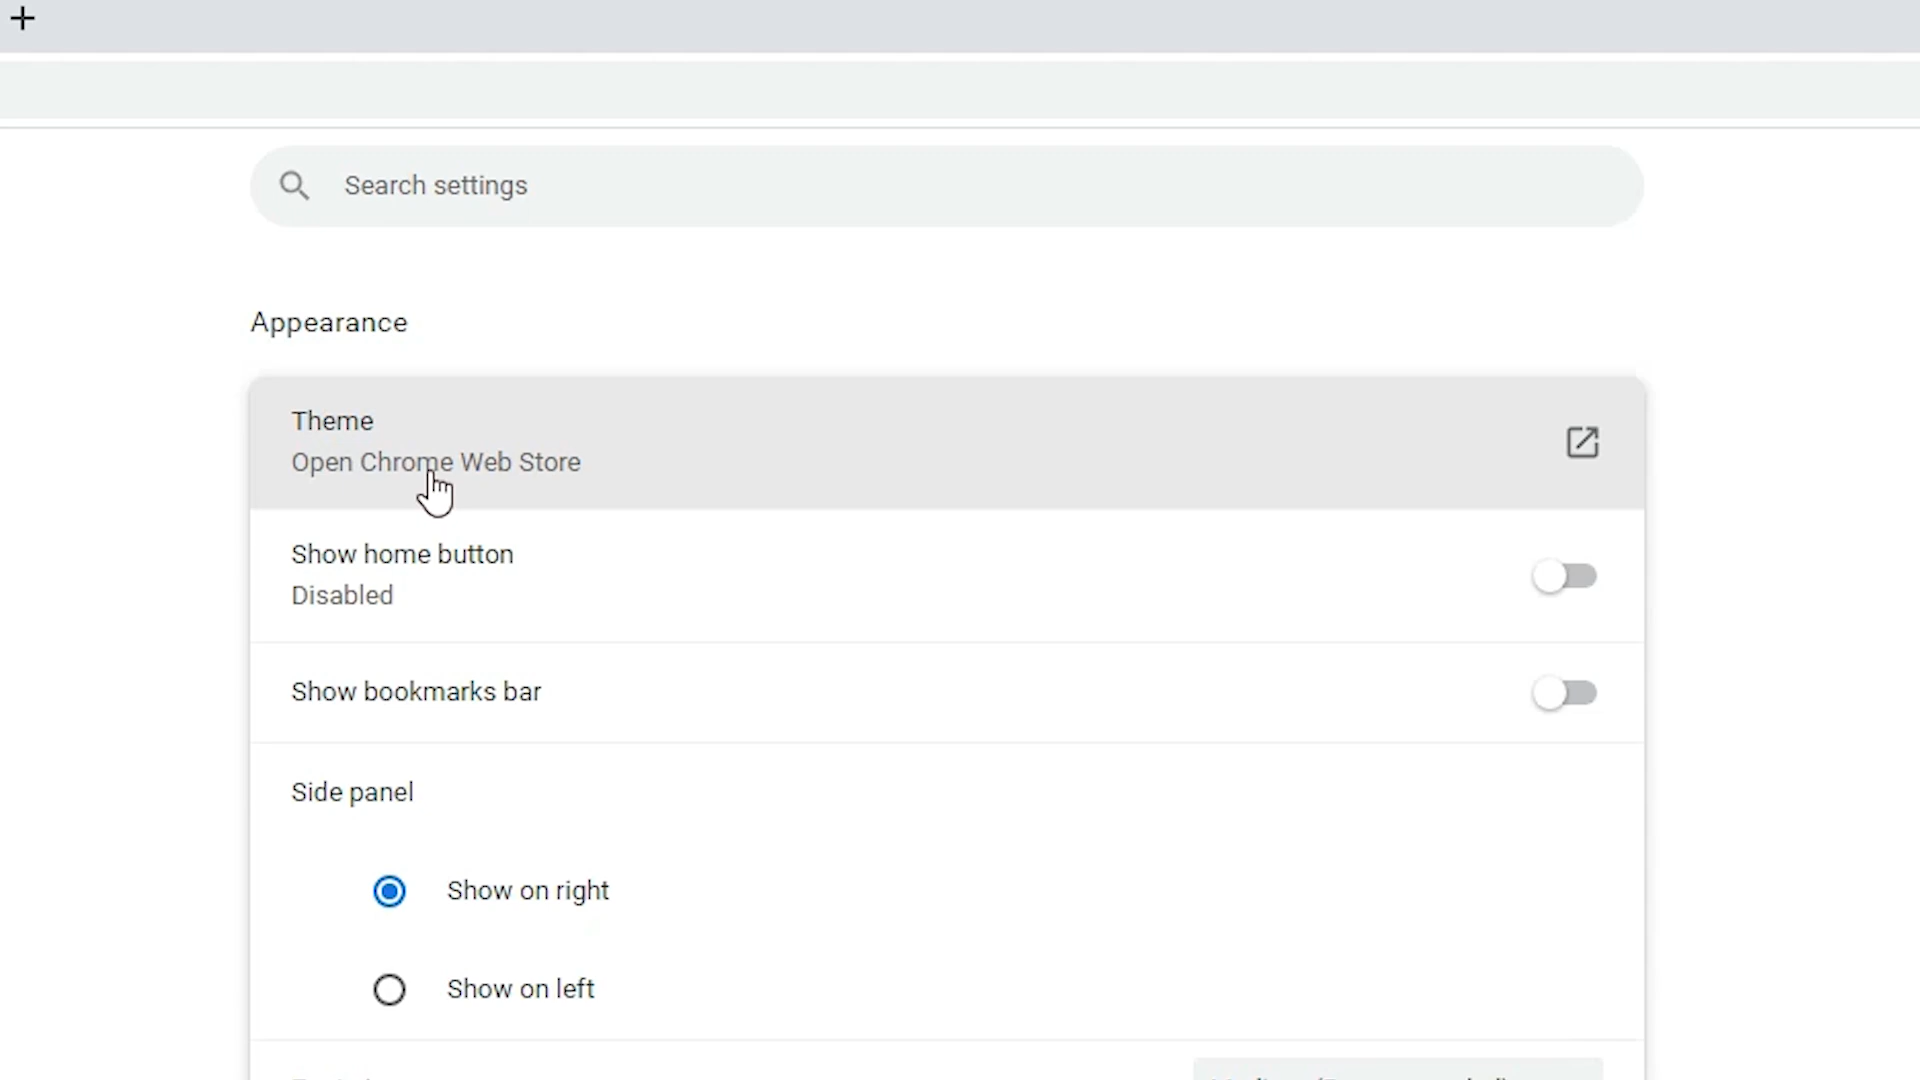 Search settings
Appearance
Theme
Open Chrome Web Store
Show home button
Disabled
Show bookmarks bar
Side panel
Show on right
Show on left